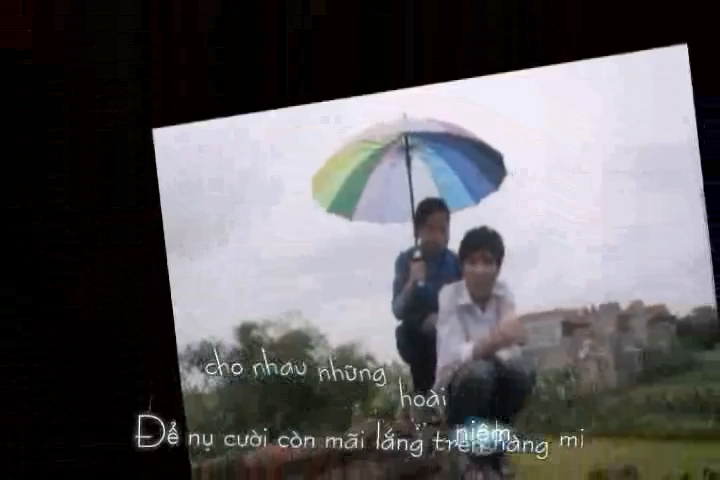 cho nhau những
hoài
niệm
Để nụ cười còn mãi lắng trên hàng mi